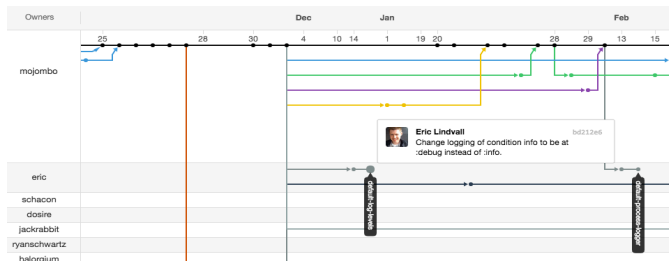 Owners
Dec Jan Feb
25 28 30 4 10 14 1 19 20 28 29 13 15
mojombo
Eric Lindvall bd212e6
Change logging of condition info to be at
:debug instead of :info.
eric
default-log-levels
default-process-logger
schacon
dosire
jackrabbit
ryanschwartz
halorgium